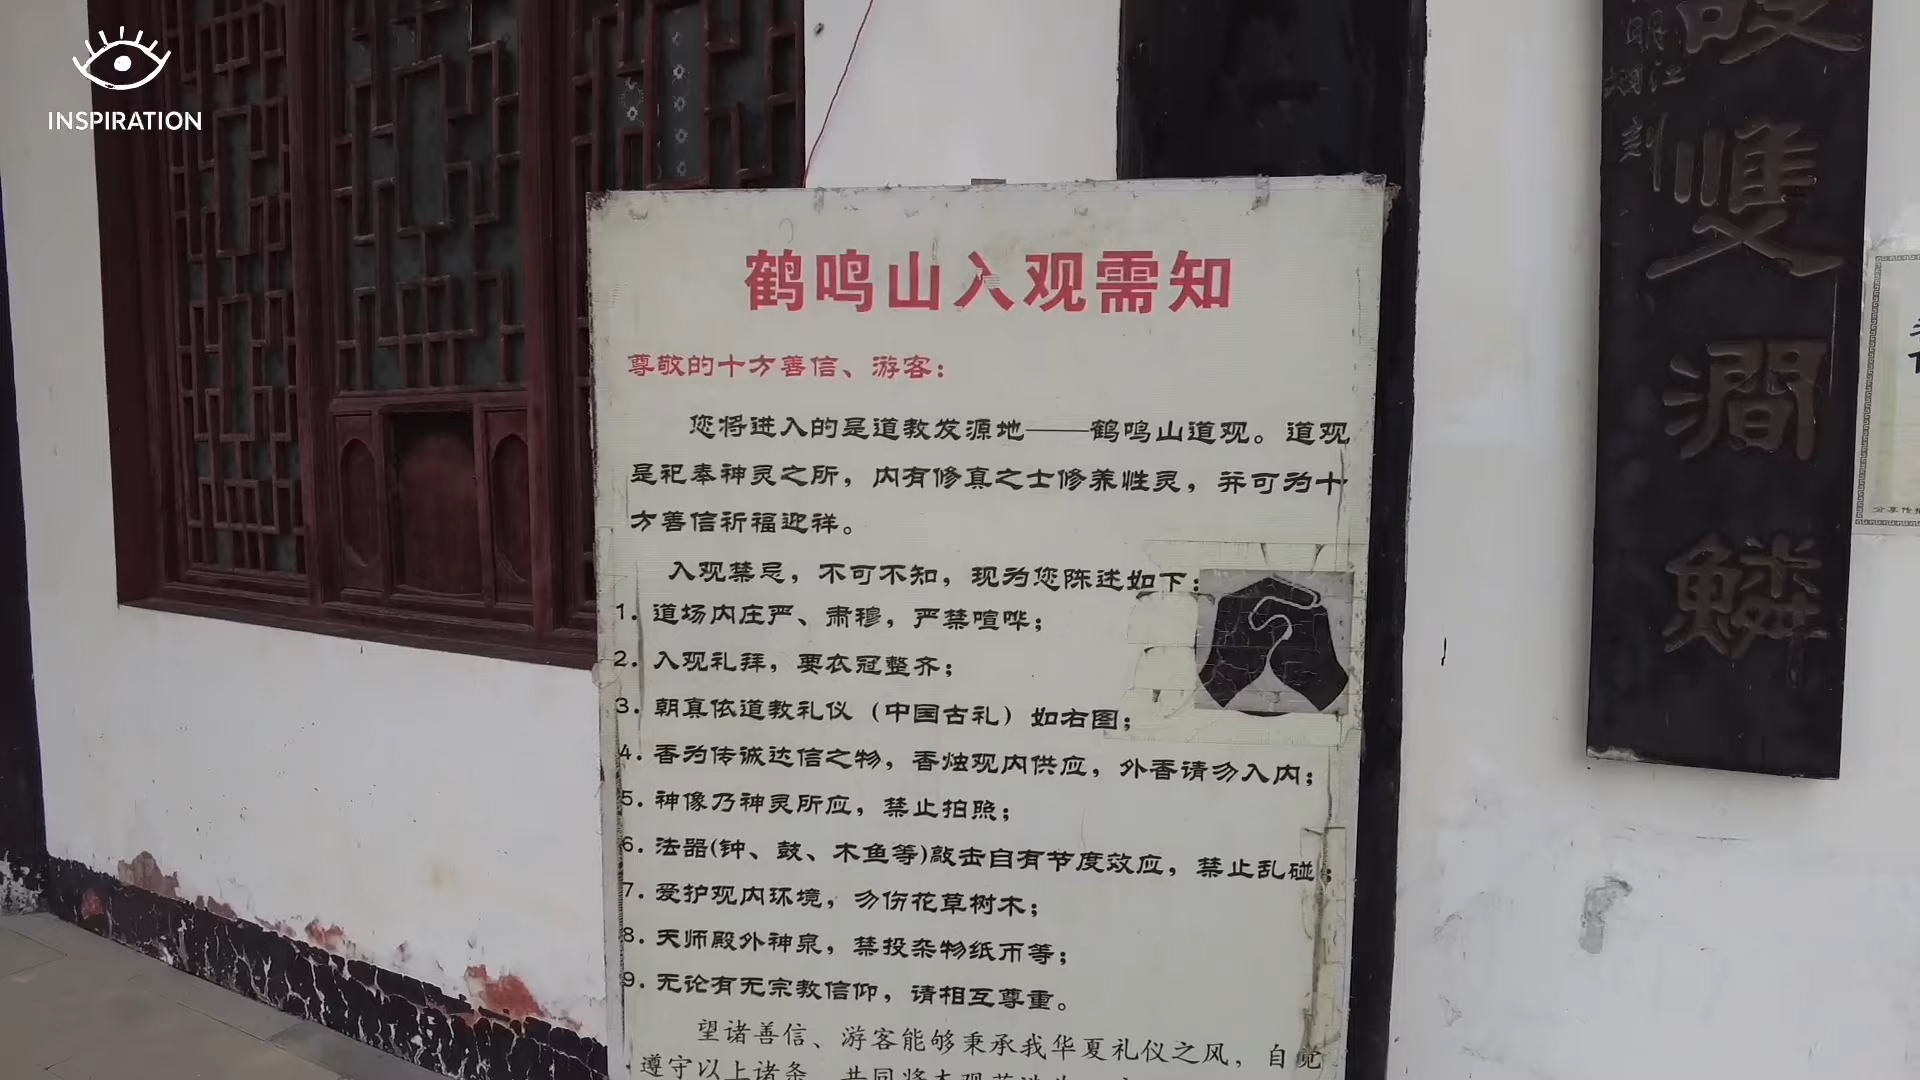 INSPIRATION
鹤鸣山入观需知
尊敬的十方善信、游客：
您将进入的是道教发源地——鹤鸣山道观。道观
是祀奉神灵之所，内有修真之士修养性灵，并可为十
方善信祈福迎祥。
入观禁忌，不可不知，现为您陈述如下：
1. 道场内庄严、肃穆，严禁喧哗；
2. 入观礼拜，要衣冠整齐；
3. 朝真依道教礼仪（中国古礼）如右图；
4. 香为传诚达信之物，香烛观内供应，外香请勿入内；
5. 神像乃神灵所应，禁止拍照；
6. 法器(钟、鼓、木鱼等)敲击自有节度效应，禁止乱碰；
7. 爱护观内环境，勿伤花草树木；
8. 天师殿外神泉，禁投杂物纸币等；
9. 无论有无宗教信仰，请相互尊重。
望诸善信、游客能够秉承我华夏礼仪之风，自觉
遵守以上诸条
雙澗鱗